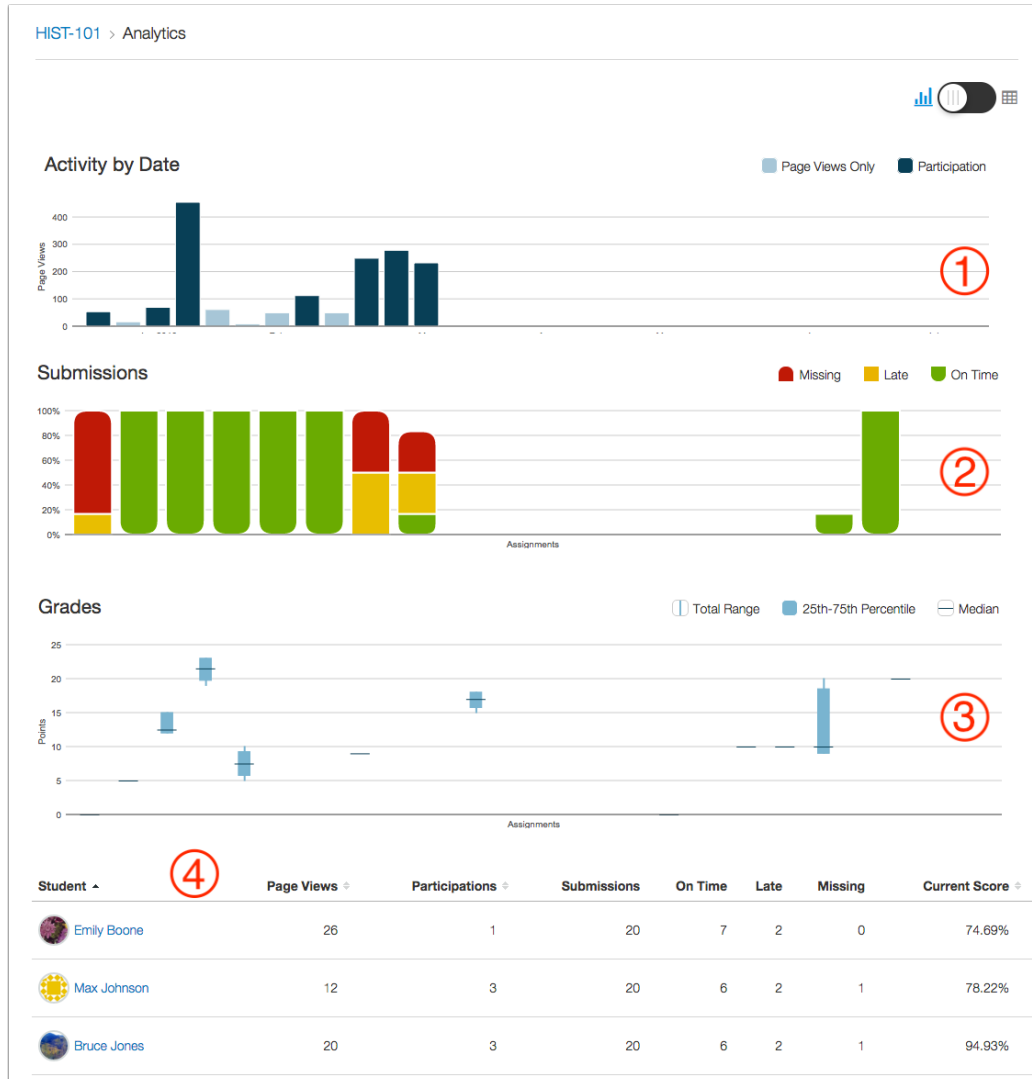 HIST-101 > Analytics
Activity by Date
Page Views Only Participation
400
300
200
100
0
Page Views
1
Submissions
Missing Late On Time
100%
80%
60%
40%
20%
0%
2
Assignments
Grades
Total Range 25th-75th Percentile Median
25
20
15
10
5
0
Points
3
Assignments
4
Student Page Views Participations Submissions On Time Late Missing Current Score
Emily Boone 26 1 20 7 2 0 74.69%
Max Johnson 12 3 20 6 2 1 78.22%
Bruce Jones 20 3 20 6 2 1 94.93%